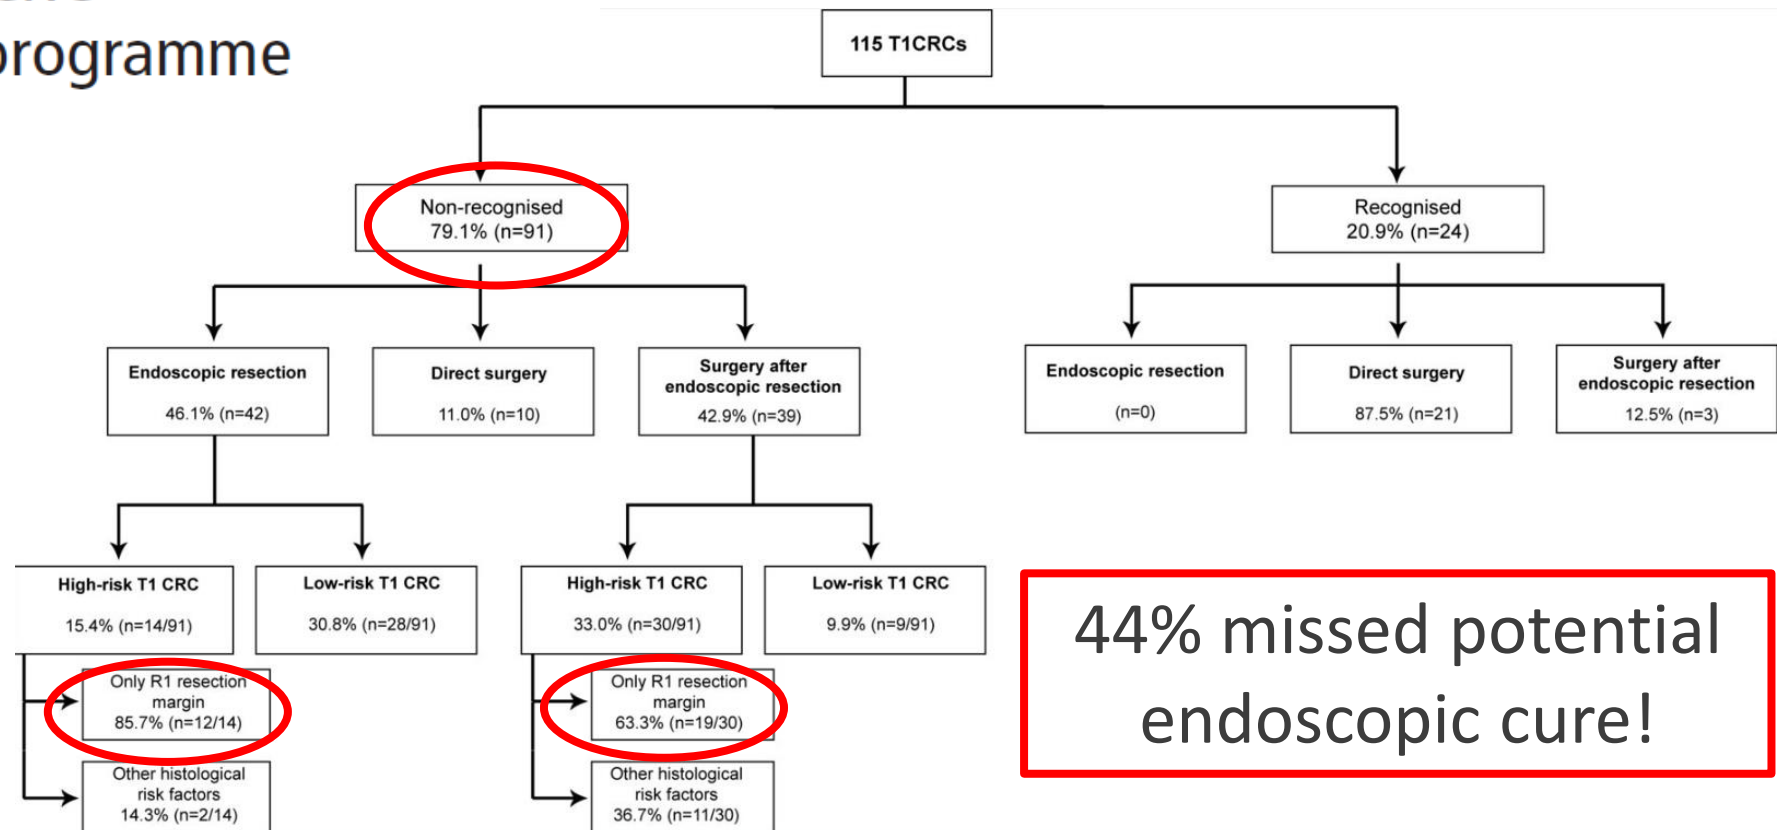 programme
115 T1CRCs
Non-recognised
79.1% (n=91)
Recognised
20.9% (n=24)
Endoscopic resection
46.1% (n=42)
Direct surgery
11.0% (n=10)
Surgery after
endoscopic resection
42.9% (n=39)
Endoscopic resection
(n=0)
Direct surgery
87.5% (n=21)
Surgery after
endoscopic resection
12.5% (n=3)
High-risk T1 CRC
15.4% (n=14/91)
Low-risk T1 CRC
30.8% (n=28/91)
High-risk T1 CRC
33.0% (n=30/91)
Low-risk T1 CRC
9.9% (n=9/91)
Only R1 resection
margin
85.7% (n=12/14)
Other histological
risk factors
14.3% (n=2/14)
Only R1 resection
margin
63.3% (n=19/30)
Other histological
risk factors
36.7% (n=11/30)
44% missed potential
endoscopic cure!